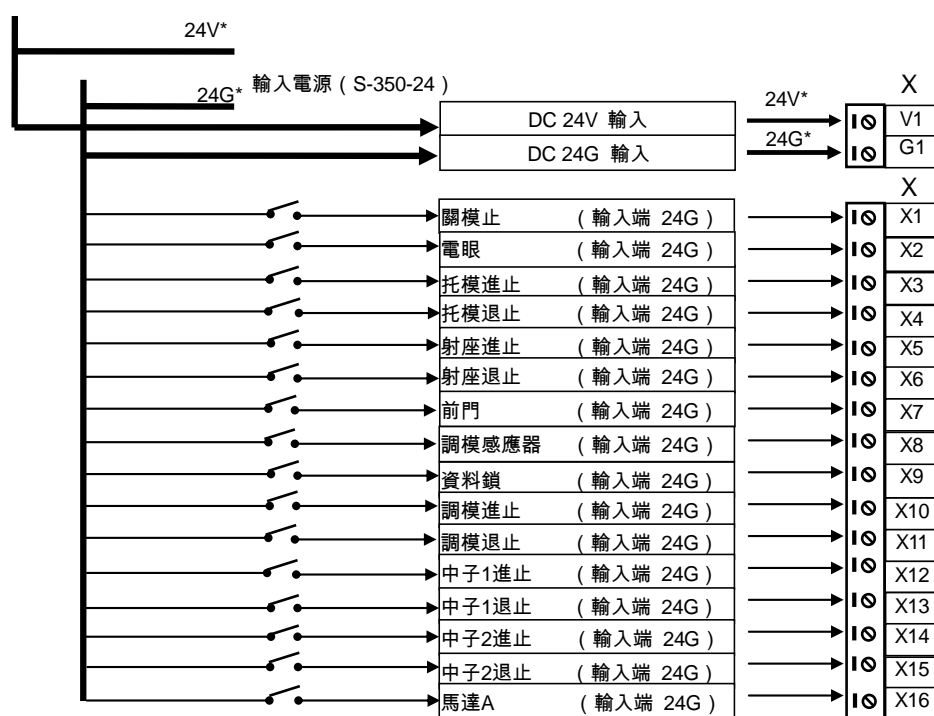 24V*
24G* 輸入電源（S-350-24）
X
DC 24V 輸入 24V* V1
DC 24G 輸入 24G* G1
X
關模止 （輸入端 24G） X1
電眼 （輸入端 24G） X2
托模進止 （輸入端 24G） X3
托模退止 （輸入端 24G） X4
射座進止 （輸入端 24G） X5
射座退止 （輸入端 24G） X6
前門 （輸入端 24G） X7
調模感應器 （輸入端 24G） X8
資料鎖 （輸入端 24G） X9
調模進止 （輸入端 24G） X10
調模退止 （輸入端 24G） X11
中子1進止 （輸入端 24G） X12
中子1退止 （輸入端 24G） X13
中子2進止 （輸入端 24G） X14
中子2退止 （輸入端 24G） X15
馬達A （輸入端 24G） X16